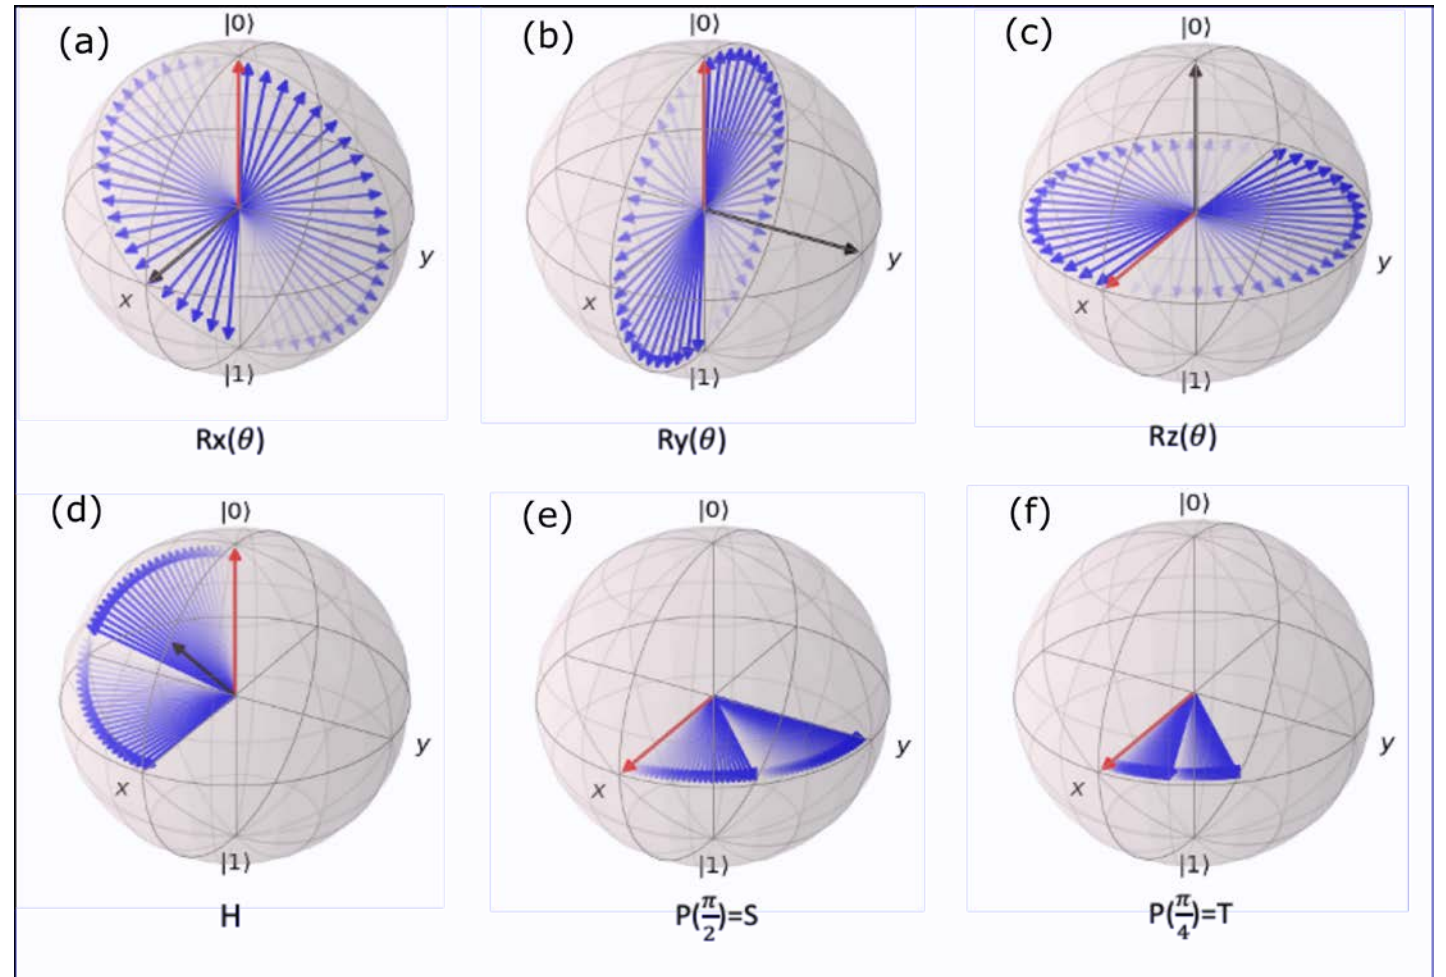 (a)
|0⟩
x
y
|1⟩
Rx(θ)
(b)
|0⟩
x
y
|1⟩
Ry(θ)
(c)
|0⟩
x
y
|1⟩
Rz(θ)
(d)
|0⟩
x
y
|1⟩
H
(e)
|0⟩
x
y
|1⟩
P(π/2)=S
(f)
|0⟩
x
y
|1⟩
P(π/4)=T